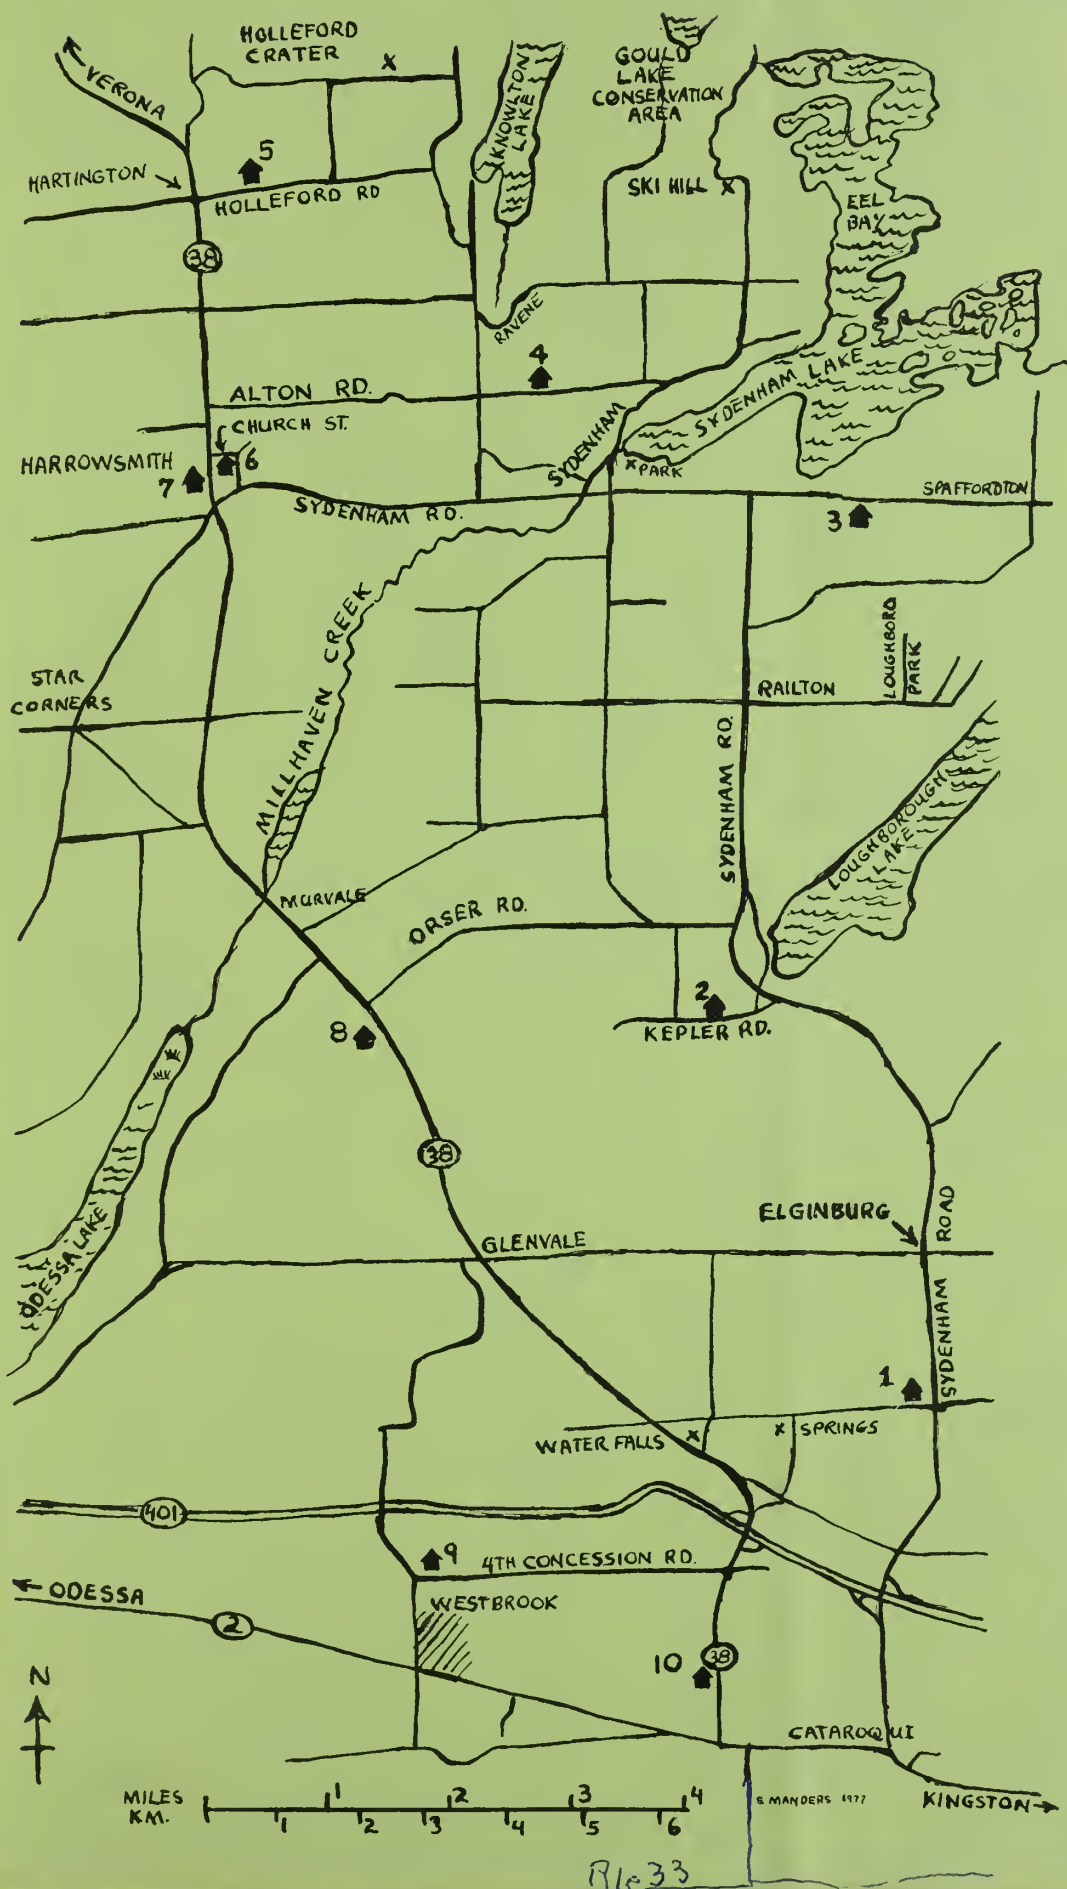 HOLLEFORD
CRATER
x
VERONA
KNOWLTON
LAKE
GOULD
LAKE
CONSERVATION
AREA
5
HARTINGTON
HOLLEFORD RD
SKI HILL x
EEL
BAY
38
RAVENE
4
ALTON RD.
SYDENHAM LAKE
CHURCH ST.
SYDENHAM
HARROWSMITH
6
7
x PARK
SYDENHAM RD.
SPAFFORDTON
3
MILLHAVEN CREEK
STAR
CORNERS
LOUGHBORO
PARK
RAILTON
SYDENHAM RD.
LOUGHBOROUGH
LAKE
MURVALE
ORSER RD.
2
KEPLER RD.
8
38
ELGINBURG
SYDENHAM ROAD
GLENVALE
ODESSA LAKE
1
WATER FALLS x
x SPRINGS
401
9
4TH CONCESSION RD.
ODESSA
WESTBROOK
2
10
38
N
CATAROQUI
MILES 1 2 3 4
KM. 1 2 3 4 5 6
S MANDERS 1977
KINGSTON